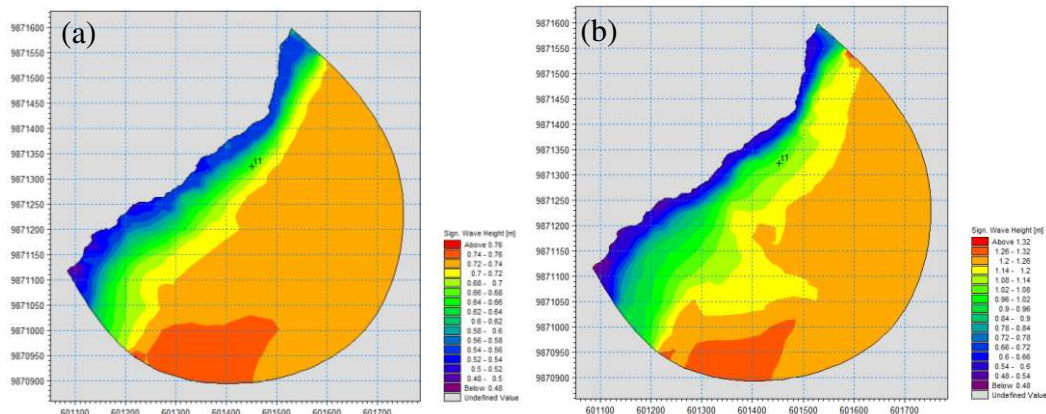 (a)
9871600
9871550
9871500
9871450
9871400
9871350
9871300
9871250
9871200
9871150
9871100
9871050
9871000
9870950
9870900
t1
601100 601200 601300 601400 601500 601600 601700
Sign. Wave Height [m]
Above 0.76
0.74 - 0.76
0.72 - 0.74
0.7 - 0.72
0.68 - 0.7
0.66 - 0.68
0.64 - 0.66
0.62 - 0.64
0.6 - 0.62
0.58 - 0.6
0.56 - 0.58
0.54 - 0.56
0.52 - 0.54
0.5 - 0.52
0.48 - 0.5
Below 0.48
Undefined Value
(b)
9871600
9871550
9871500
9871450
9871400
9871350
9871300
9871250
9871200
9871150
9871100
9871050
9871000
9870950
9870900
t1
601100 601200 601300 601400 601500 601600 601700
Sign. Wave Height [m]
Above 1.32
1.26 - 1.32
1.2 - 1.26
1.14 - 1.2
1.08 - 1.14
1.02 - 1.08
0.96 - 1.02
0.9 - 0.96
0.84 - 0.9
0.78 - 0.84
0.72 - 0.78
0.66 - 0.72
0.6 - 0.66
0.54 - 0.6
0.48 - 0.54
Below 0.48
Undefined Value